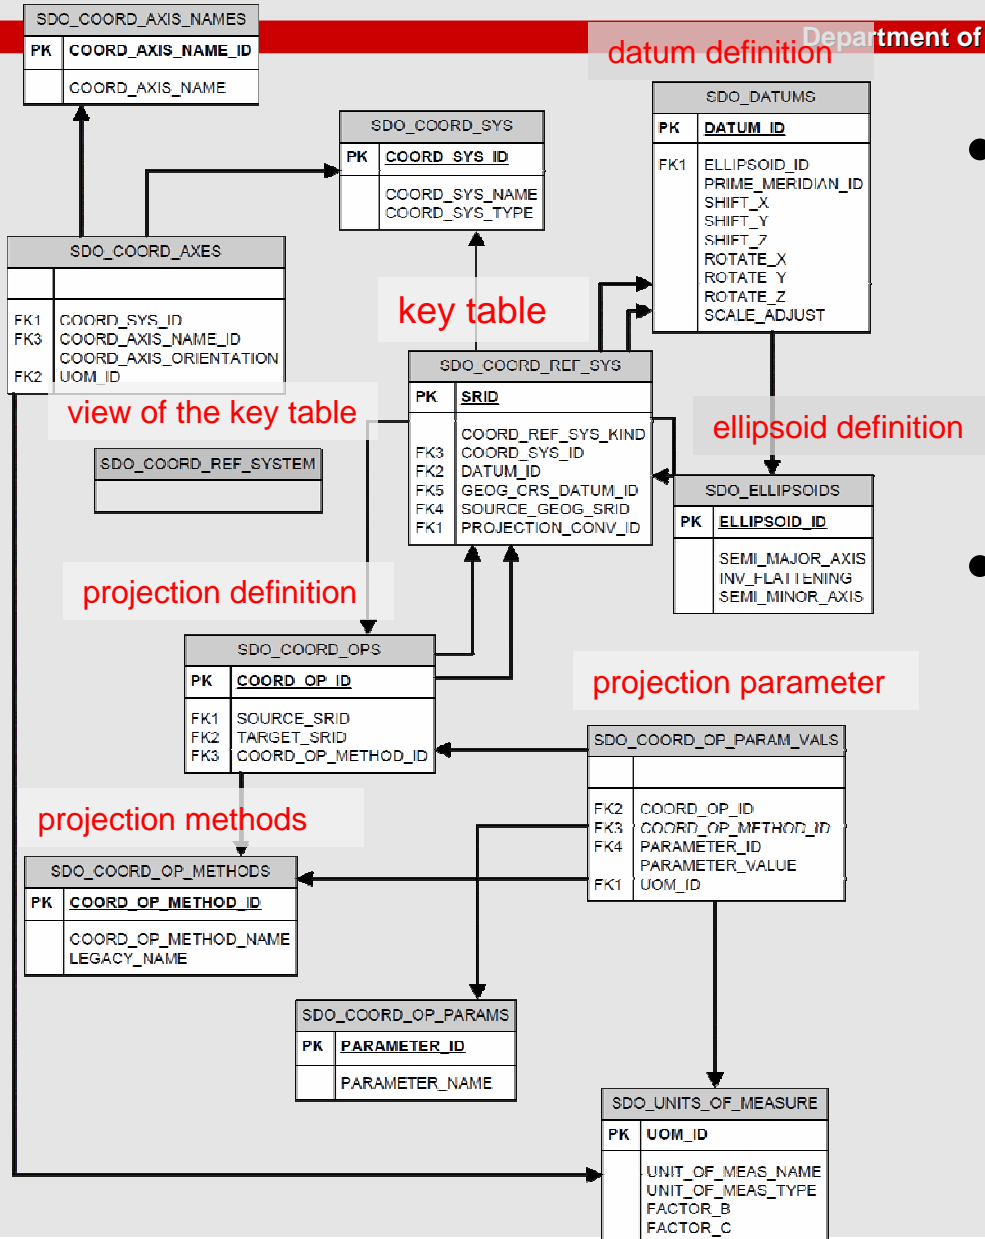 Department of
SDO_COORD_AXIS_NAMES
PK COORD_AXIS_NAME_ID
COORD_AXIS_NAME
datum definition
SDO_DATUMS
PK DATUM_ID
FK1 ELLIPSOID_ID
PRIME_MERIDIAN_ID
SHIFT_X
SHIFT_Y
SHIFT_Z
ROTATE_X
ROTATE_Y
ROTATE_Z
SCALE_ADJUST
SDO_COORD_SYS
PK COORD_SYS_ID
COORD_SYS_NAME
COORD_SYS_TYPE
SDO_COORD_AXES
FK1 COORD_SYS_ID
FK3 COORD_AXIS_NAME_ID
COORD_AXIS_ORIENTATION
FK2 UOM_ID
key table
SDO_COORD_REF_SYS
PK SRID
COORD_REF_SYS_KIND
FK3 COORD_SYS_ID
FK2 DATUM_ID
FK5 GEOG_CRS_DATUM_ID
FK4 SOURCE_GEOG_SRID
FK1 PROJECTION_CONV_ID
view of the key table
SDO_COORD_REF_SYSTEM
ellipsoid definition
SDO_ELLIPSOIDS
PK ELLIPSOID_ID
SEMI_MAJOR_AXIS
INV_FLATTENING
SEMI_MINOR_AXIS
projection definition
SDO_COORD_OPS
PK COORD_OP_ID
FK1 SOURCE_SRID
FK2 TARGET_SRID
FK3 COORD_OP_METHOD_ID
projection parameter
SDO_COORD_OP_PARAM_VALS
FK2 COORD_OP_ID
FK3 COORD_OP_METHOD_ID
FK4 PARAMETER_ID
PARAMETER_VALUE
FK1 UOM_ID
projection methods
SDO_COORD_OP_METHODS
PK COORD_OP_METHOD_ID
COORD_OP_METHOD_NAME
LEGACY_NAME
SDO_COORD_OP_PARAMS
PK PARAMETER_ID
PARAMETER_NAME
SDO_UNITS_OF_MEASURE
PK UOM_ID
UNIT_OF_MEAS_NAME
UNIT_OF_MEAS_TYPE
FACTOR_B
FACTOR_C